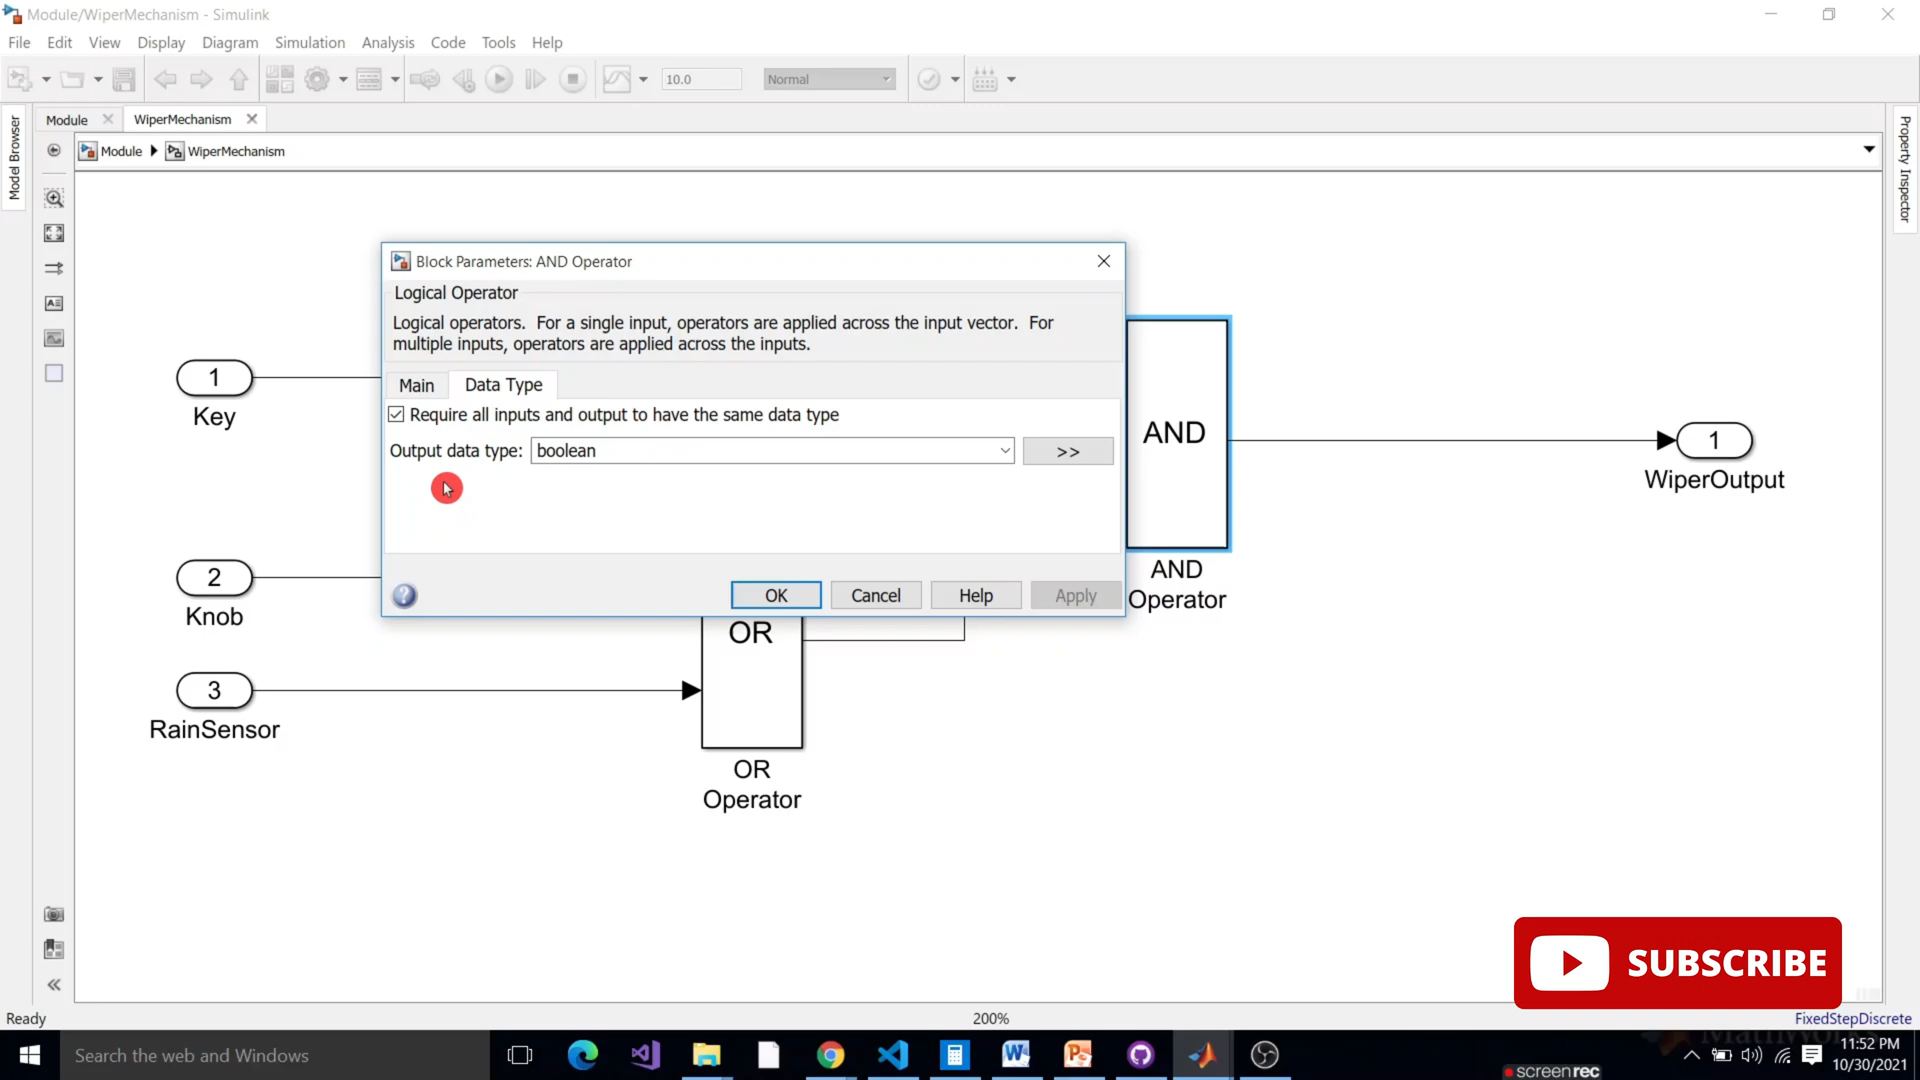 Module/WiperMechanism - Simulink
File Edit View Display Diagram Simulation Analysis Code Tools Help
10.0 Normal
Module WiperMechanism
Module WiperMechanism
Model Browser
Property Inspector
Block Parameters: AND Operator
Logical Operator
Logical operators. For a single input, operators are applied across the input vector. For
multiple inputs, operators are applied across the inputs.
Main Data Type
Require all inputs and output to have the same data type
Output data type: boolean >>
OK Cancel Help Apply
1
Key
2
Knob
3
RainSensor
OR
OR
Operator
AND
AND
Operator
1
WiperOutput
SUBSCRIBE
Ready 200% FixedStepDiscrete
MathWor
Search the web and Windows
11:52 PM
10/30/2021
screenrec